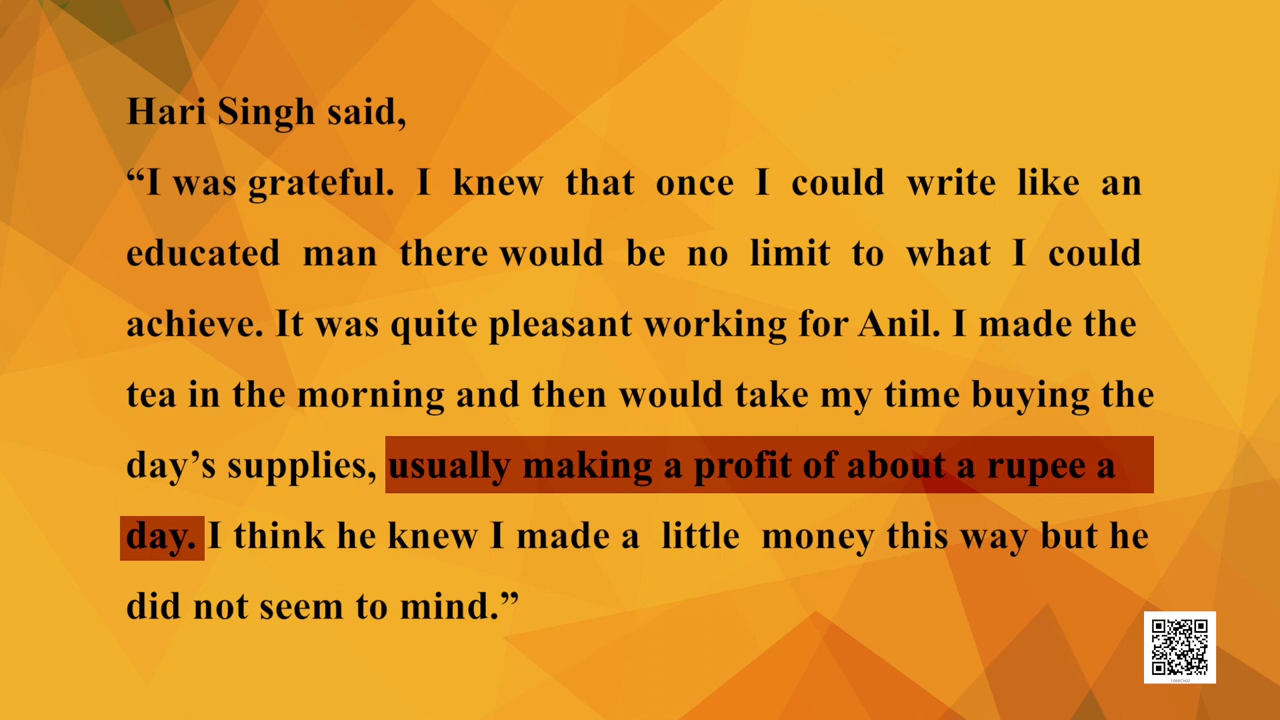 Hari Singh said,
“I was grateful. I knew that once I could write like an
educated man there would be no limit to what I could
achieve. It was quite pleasant working for Anil. I made the
tea in the morning and then would take my time buying the
day’s supplies, usually making a profit of about a rupee a
day. I think he knew I made a little money this way but he
did not seem to mind.”